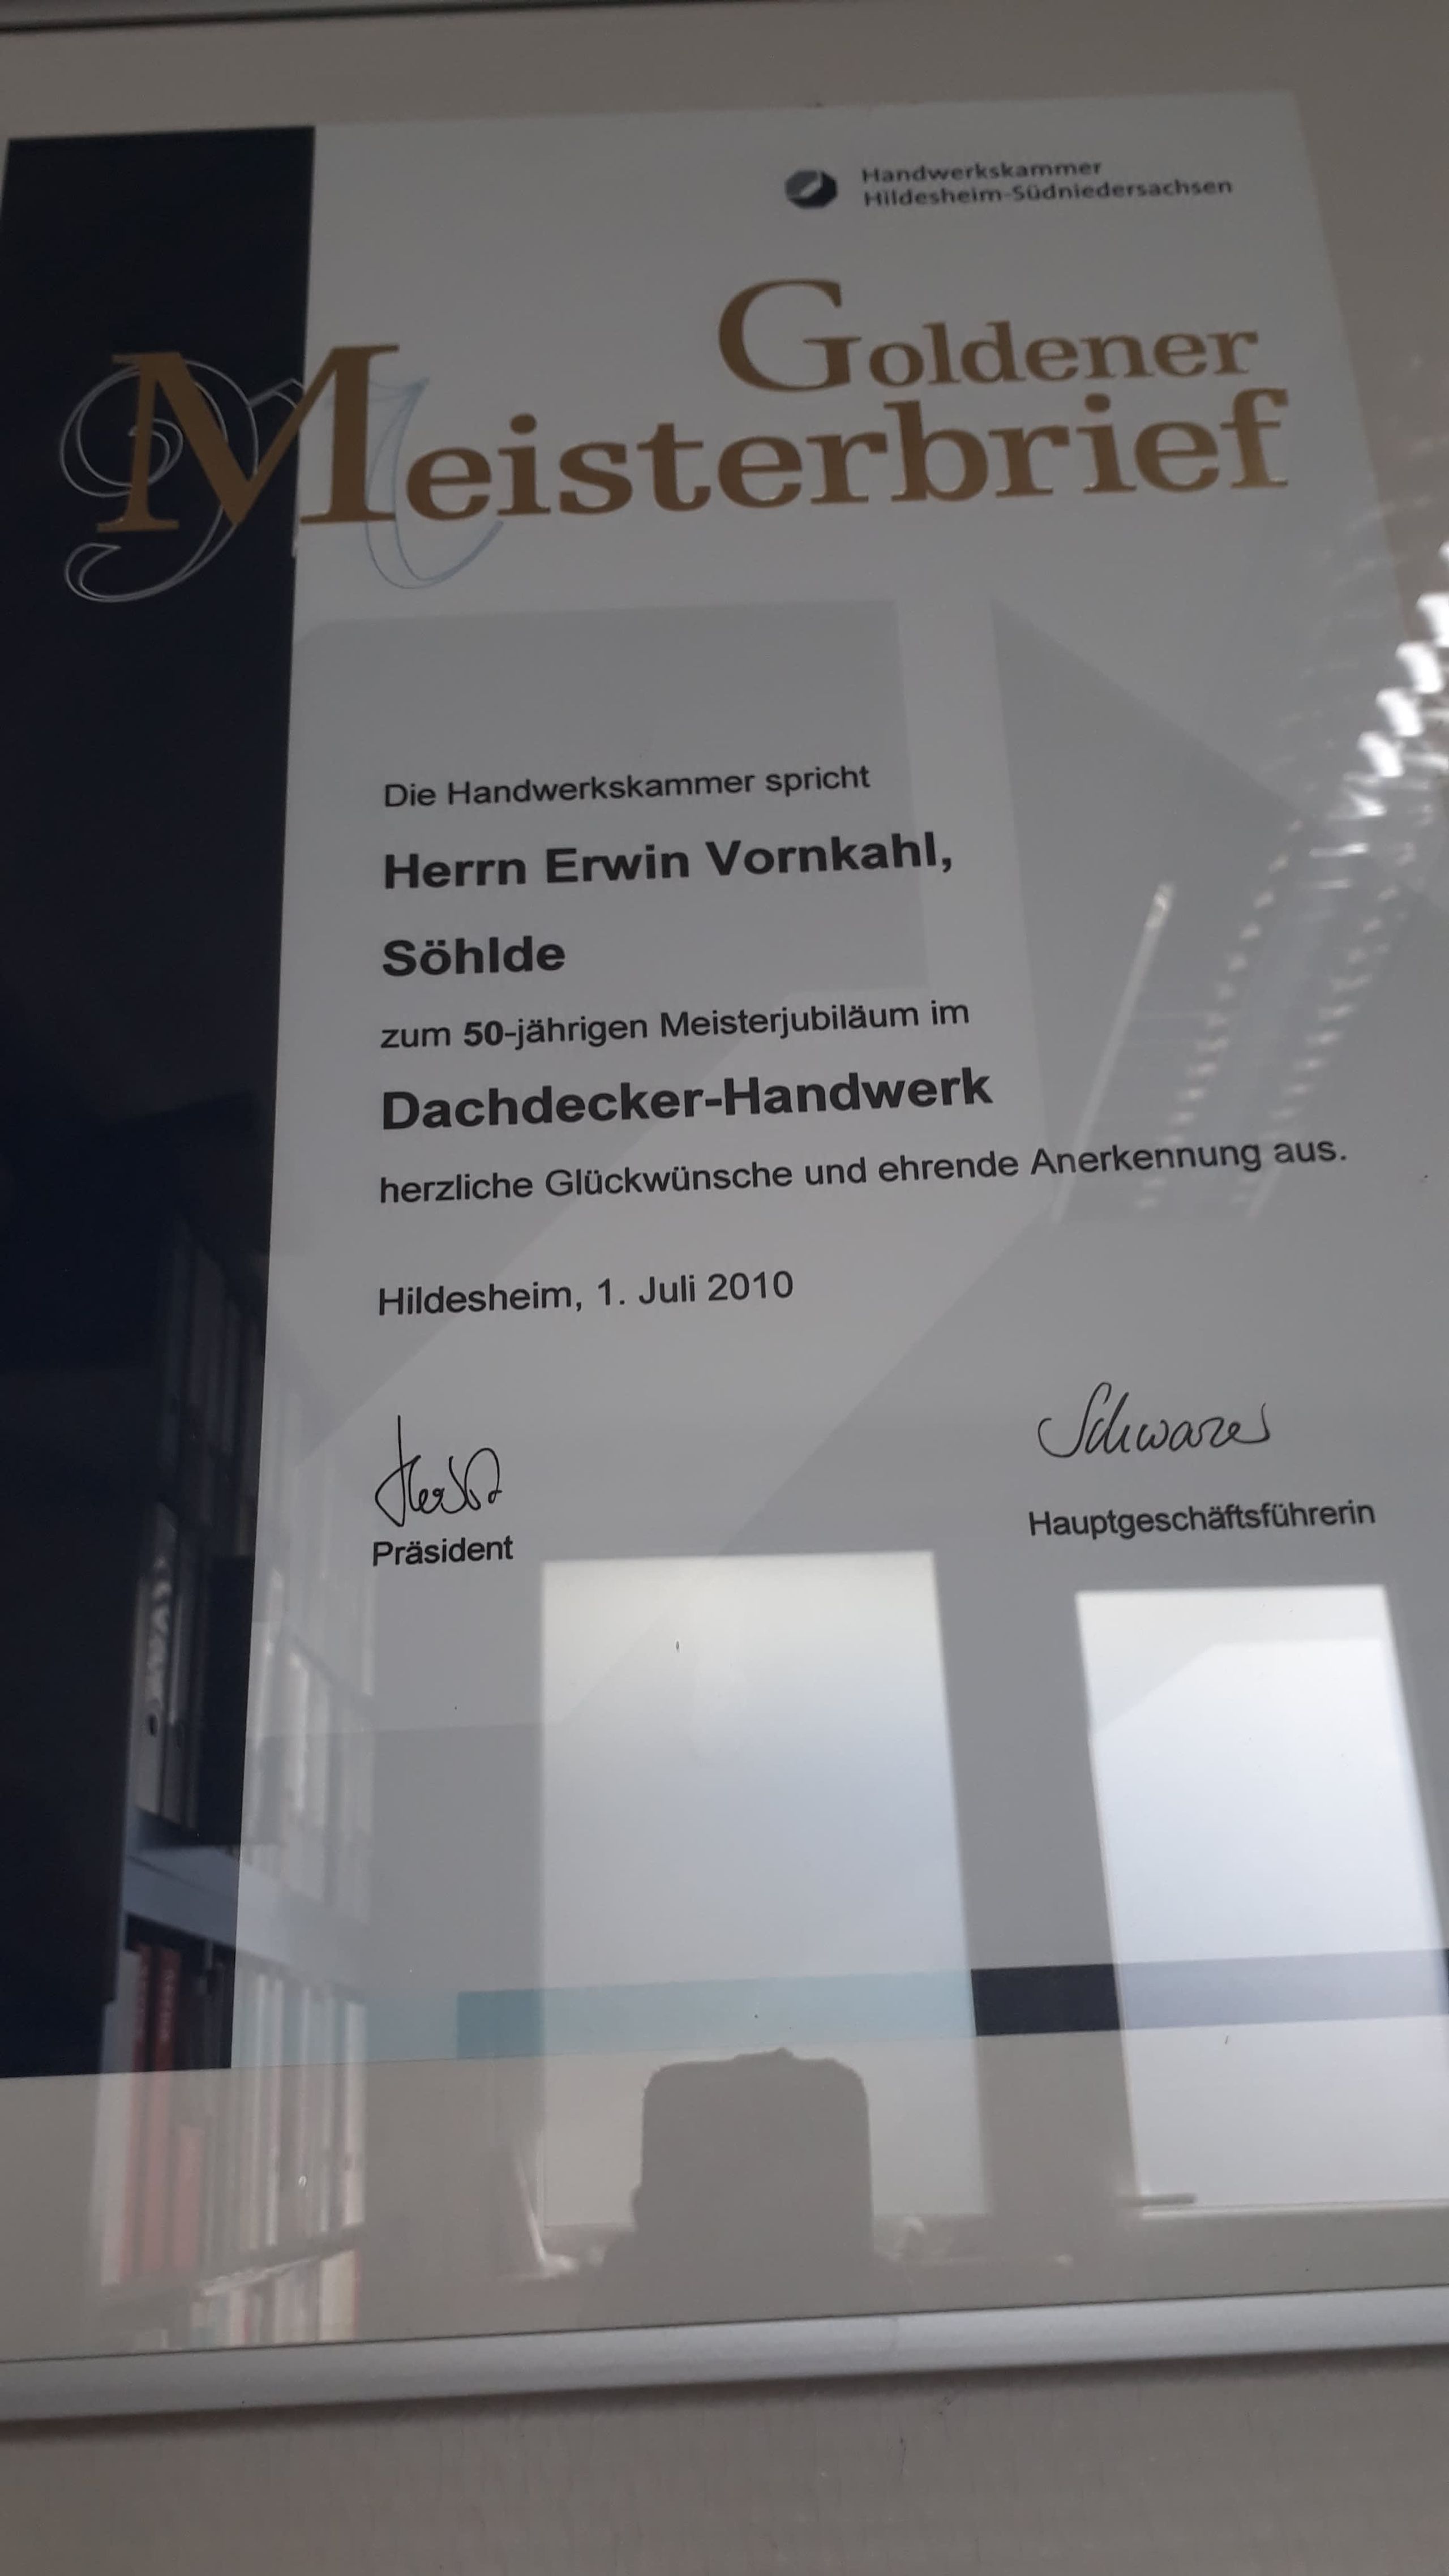 Handwerkskammer
Hildesheim-Südniedersachsen
Goldener
Meisterbrief
Die Handwerkskammer spricht
Herrn Erwin Vornkahl,
Söhlde
zum 50-jährigen Meisterjubiläum im
Dachdecker-Handwerk
herzliche Glückwünsche und ehrende Anerkennung aus.
Hildesheim, 1. Juli 2010
Präsident
Hauptgeschäftsführerin